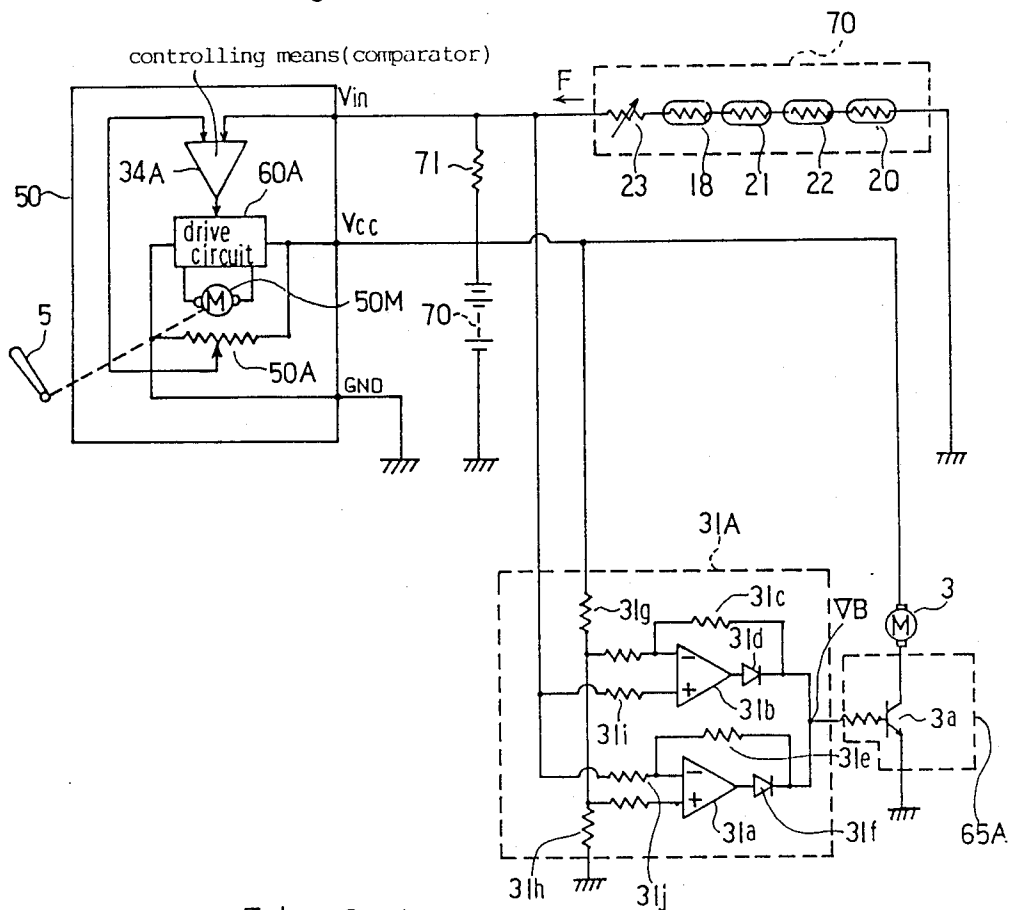 controlling means(comparator)
70
Vin
F
34A
60A
71
50
23
18
21
22
20
Vcc
drive
circuit
M
50M
70
5
50A
GND
31A
31g
31c
VB
3
31d
M
31i
31b
3a
31e
31a
31f
65A
31h
31j